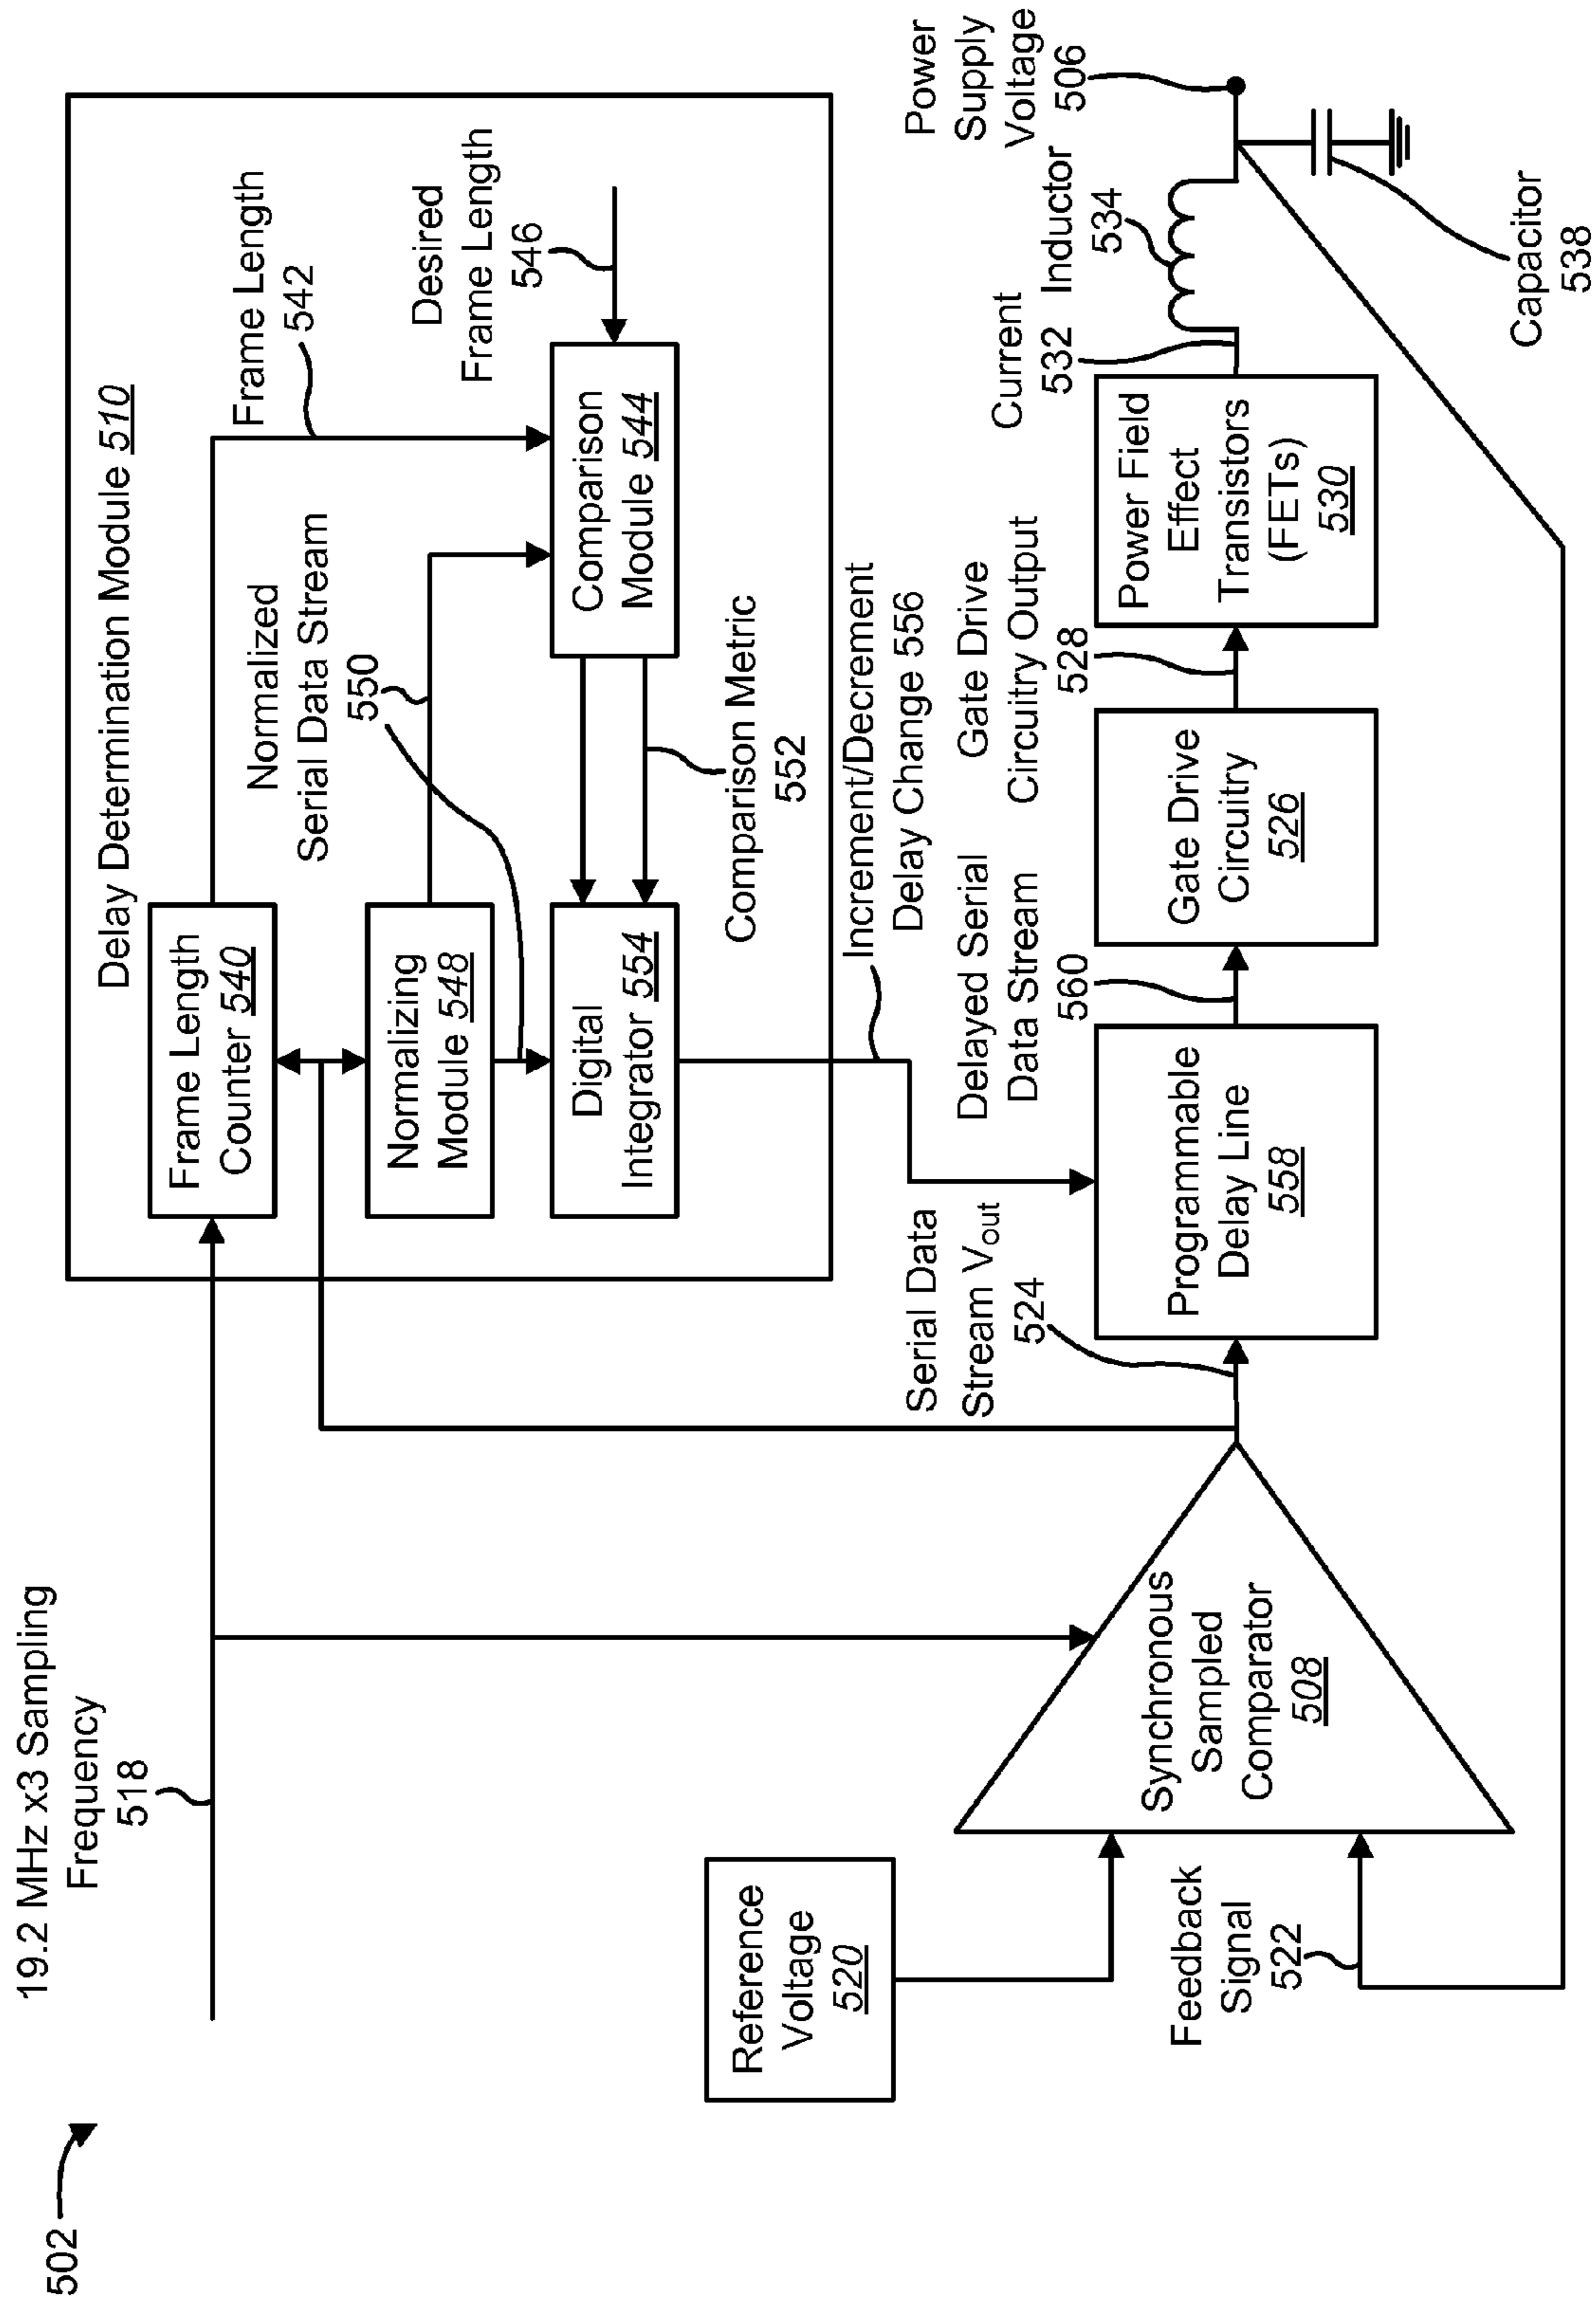 502
19.2 MHz x3 Sampling
Frequency
518
Delay Determination Module 510
Frame Length
Counter 540
Frame Length
542
Normalized
Serial Data Stream
550
Normalizing
Module 548
Desired
Frame Length
546
Digital
Integrator 554
Comparison
Module 544
Comparison Metric
552
Increment/Decrement
Delay Change 556
Reference
Voltage
520
Feedback
Signal
522
Synchronous
Sampled
Comparator
508
Serial Data
Stream Vout
524
Programmable
Delay Line
558
Delayed Serial
Data Stream
560
Gate Drive
Circuitry
526
Gate Drive
Circuitry Output
528
Power Field
Effect
Transistors
(FETs)
530
Current
532
Inductor
534
Power
Supply
Voltage
506
Capacitor
538